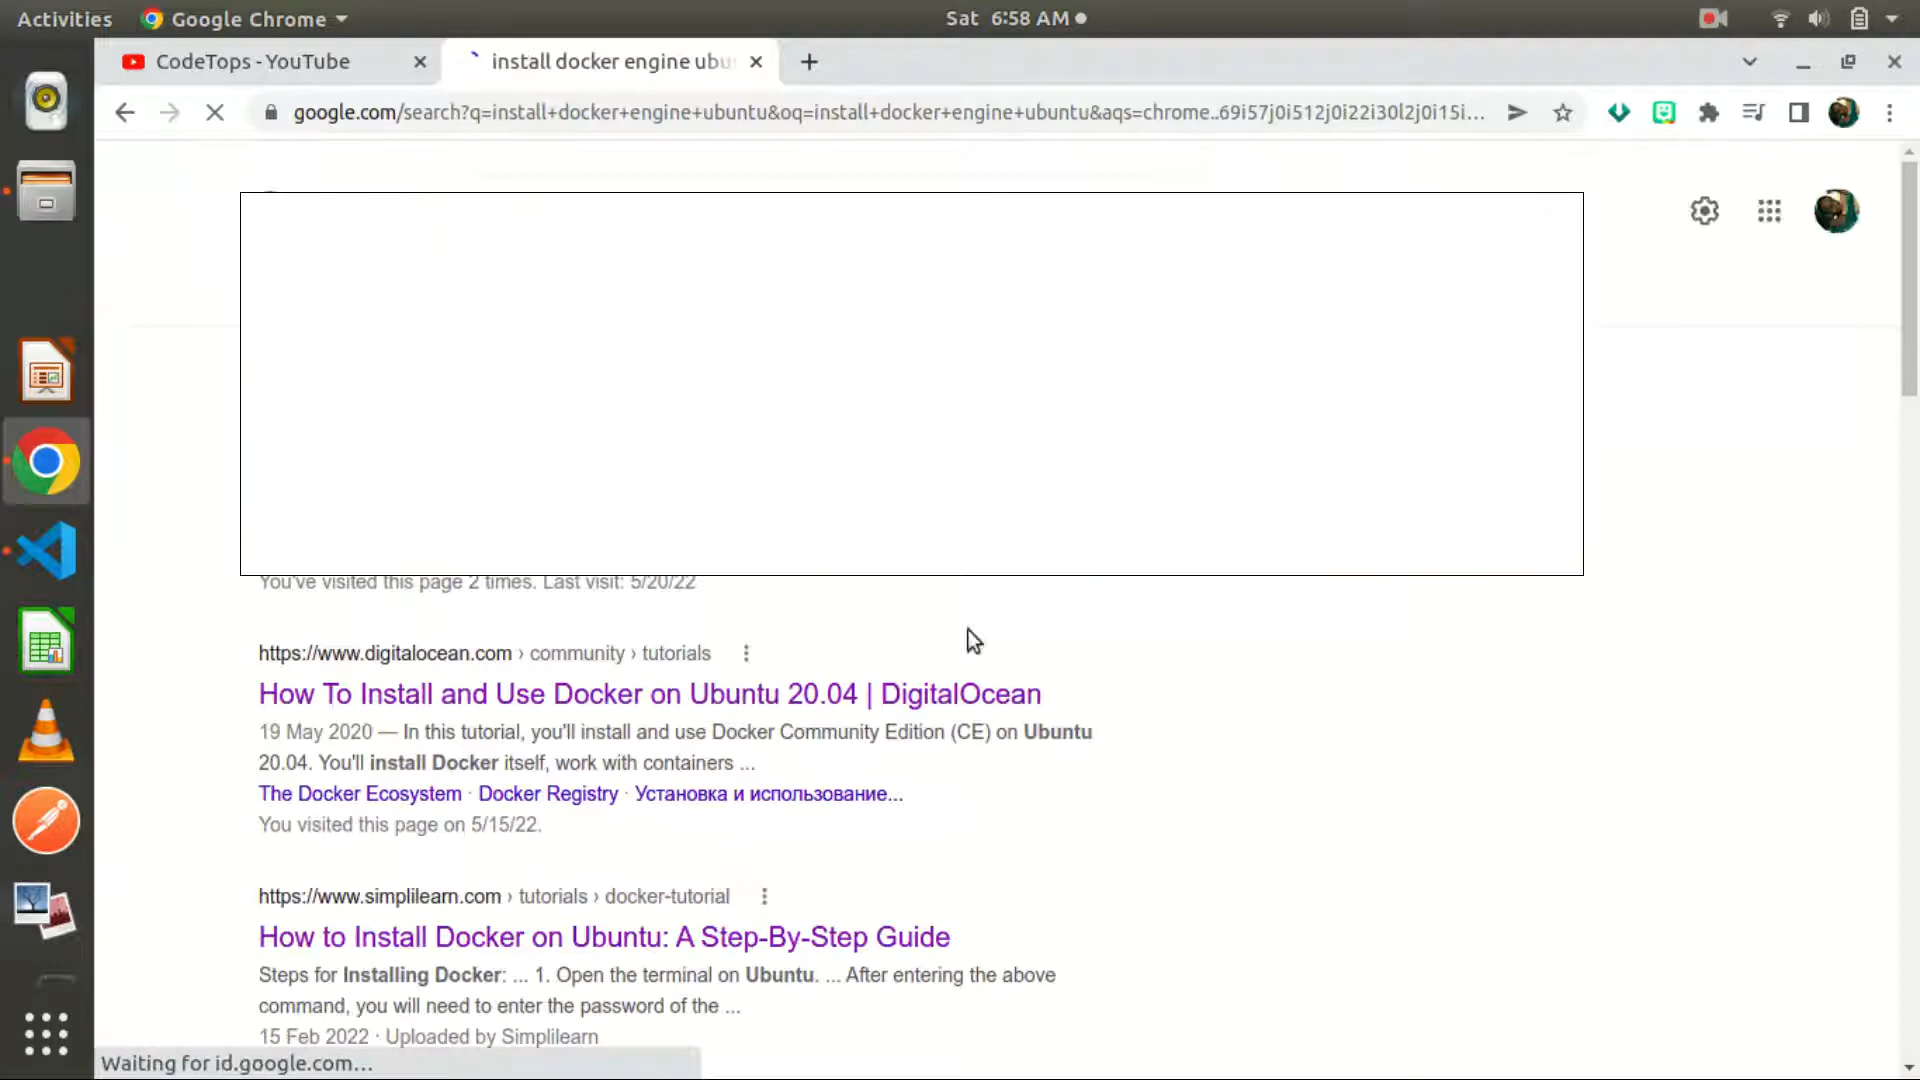 Activities
Google Chrome
Sat 6:58 AM
CodeTops - YouTube
install docker engine ubu
google.com/search?q=install+docker+engine+ubuntu&oq=install+docker+engine+ubuntu&aqs=chrome..69i57j0i512j0i22i30l2j0i15i...
You've visited this page 2 times. Last visit: 5/20/22
https://www.digitalocean.com › community › tutorials
How To Install and Use Docker on Ubuntu 20.04 | DigitalOcean
19 May 2020 — In this tutorial, you'll install and use Docker Community Edition (CE) on Ubuntu
20.04. You'll install Docker itself, work with containers ...
The Docker Ecosystem · Docker Registry · Установка и использование...
You visited this page on 5/15/22.
https://www.simplilearn.com › tutorials › docker-tutorial
How to Install Docker on Ubuntu: A Step-By-Step Guide
Steps for Installing Docker: ... 1. Open the terminal on Ubuntu. ... After entering the above
command, you will need to enter the password of the ...
15 Feb 2022 · Uploaded by Simplilearn
Waiting for id.google.com...